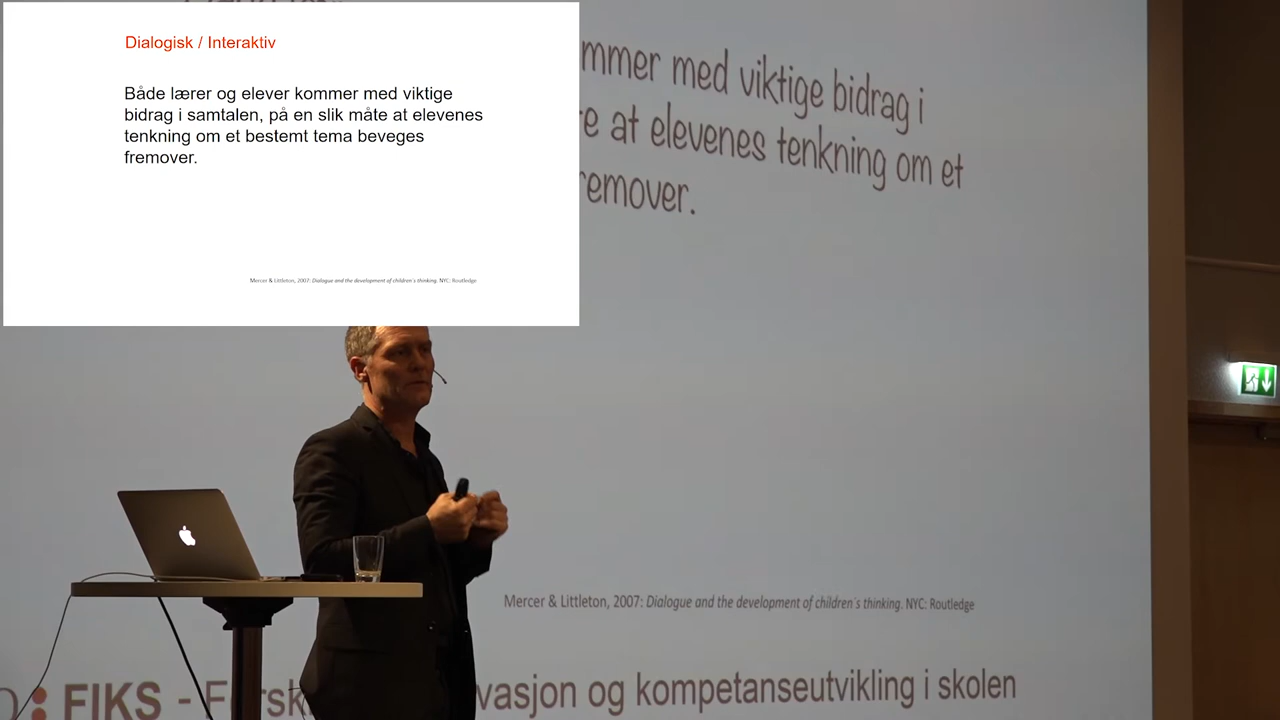 Dialogisk / Interaktiv
Både lærer og elever kommer med viktige
bidrag i samtalen, på en slik måte at elevenes
tenkning om et bestemt tema beveges
fremover.
Mercer & Littleton, 2007: Dialogue and the development of children´s thinking. NYC: Routledge
mmer med viktige bidrag i
e at elevenes tenkning om et
remover.
Mercer & Littleton, 2007: Dialogue and the development of children´s thinking. NYC: Routledge
FIKS - Forsk vasjon og kompetanseutvikling i skolen